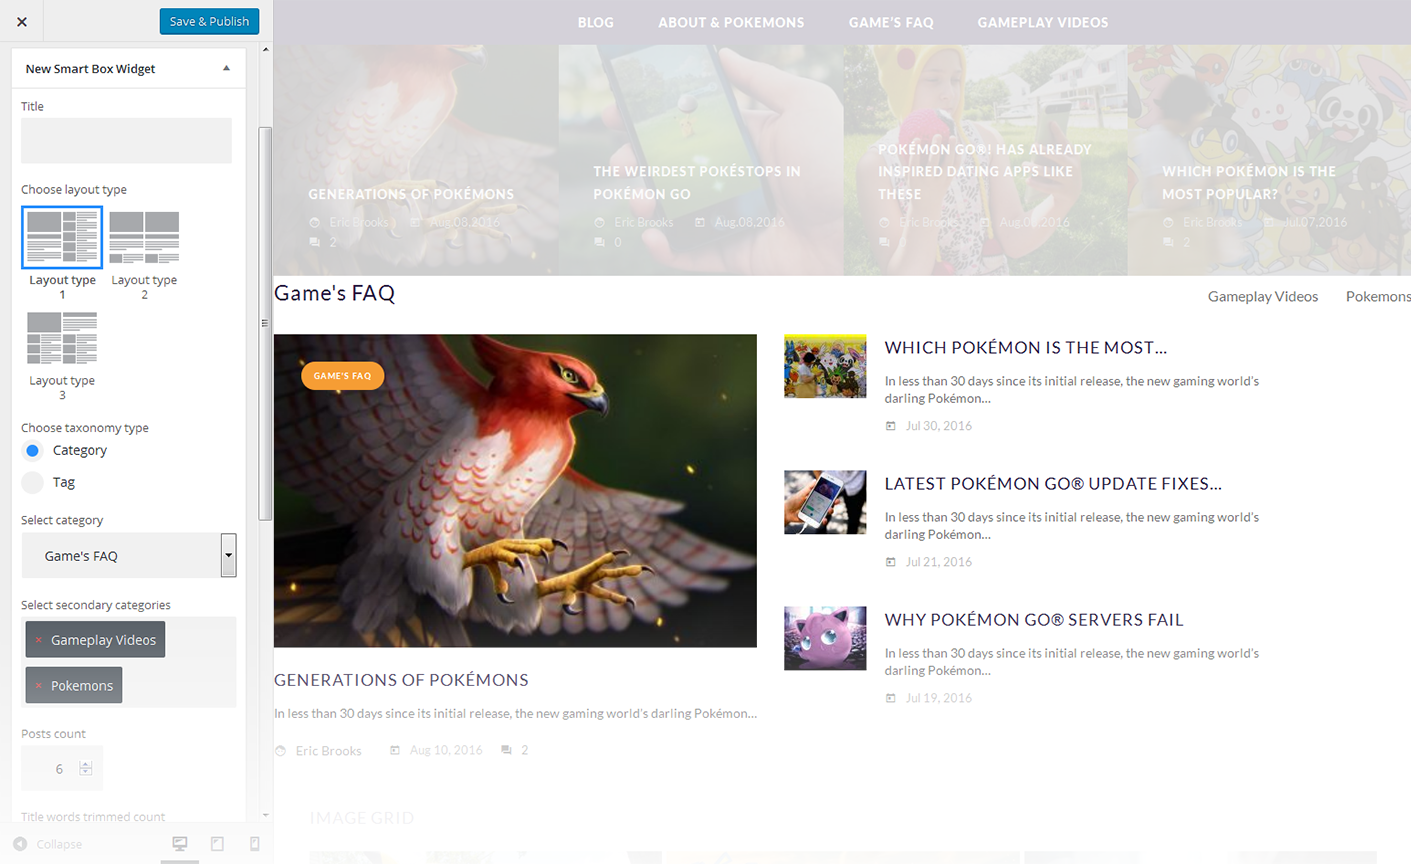 Save & Publish
New Smart Box Widget
Title
Choose layout type
Layout type
1
Layout type
2
Layout type
3
Choose taxonomy type
Category
Tag
Select category
Game's FAQ
Select secondary categories
× Gameplay Videos
× Pokemons
Posts count
6
Title words trimmed count
Collapse
BLOG ABOUT & POKEMONS GAME'S FAQ GAMEPLAY VIDEOS
GENERATIONS OF POKÉMONS
Eric Brooks Aug.08.2016
2
THE WEIRDEST POKÉSTOPS IN
POKÉMON GO
Eric Brooks Aug.08.2016
0
POKÉMON GO®! HAS ALREADY
INSPIRED DATING APPS LIKE
THESE
Eric Brooks Aug.08.2016
WHICH POKÉMON IS THE
MOST POPULAR?
Eric Brooks Jul.07.2016
2
Game's FAQ
Gameplay Videos Pokemons
GAME'S FAQ
GENERATIONS OF POKÉMONS
In less than 30 days since its initial release, the new gaming world's darling Pokémon...
Eric Brooks Aug 10, 2016 2
WHICH POKÉMON IS THE MOST...
In less than 30 days since its initial release, the new gaming world's
darling Pokémon...
Jul 30, 2016
LATEST POKÉMON GO® UPDATE FIXES...
In less than 30 days since its initial release, the new gaming world's
darling Pokémon...
Jul 21, 2016
WHY POKÉMON GO® SERVERS FAIL
In less than 30 days since its initial release, the new gaming world's
darling Pokémon...
Jul 19, 2016
IMAGE GRID